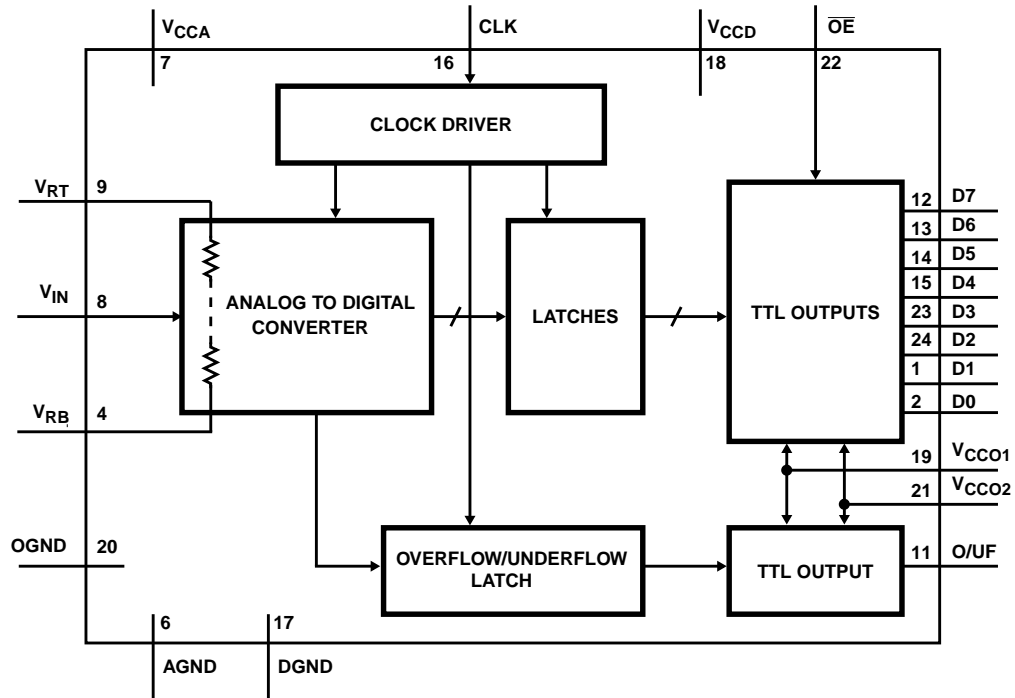 VCCA
CLK
VCCD
OE
7
16
18
22
CLOCK DRIVER
VRT
9
12 D7
13 D6
14 D5
15 D4
23 D3
24 D2
1 D1
2 D0
VIN
8
ANALOG TO DIGITAL
CONVERTER
LATCHES
TTL OUTPUTS
VRB
4
19 VCCO1
21 VCCO2
OGND
20
OVERFLOW/UNDERFLOW
LATCH
TTL OUTPUT
11 O/UF
6
17
AGND
DGND